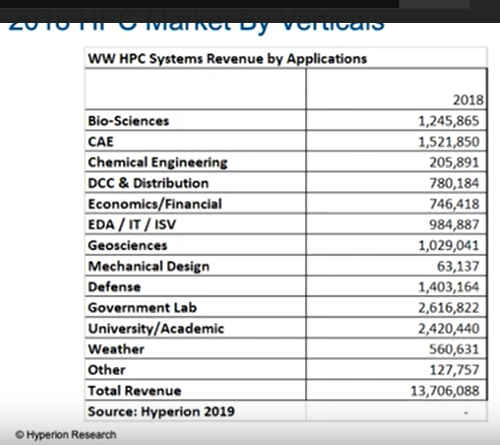 2018 HPC Market By Verticals
WW HPC Systems Revenue by Applications
2018
Bio-Sciences 1,245,865
CAE 1,521,850
Chemical Engineering 205,891
DCC & Distribution 780,184
Economics/Financial 746,418
EDA / IT / ISV 984,887
Geosciences 1,029,041
Mechanical Design 63,137
Defense 1,403,164
Government Lab 2,616,822
University/Academic 2,420,440
Weather 560,631
Other 127,757
Total Revenue 13,706,088
Source: Hyperion 2019 -
© Hyperion Research